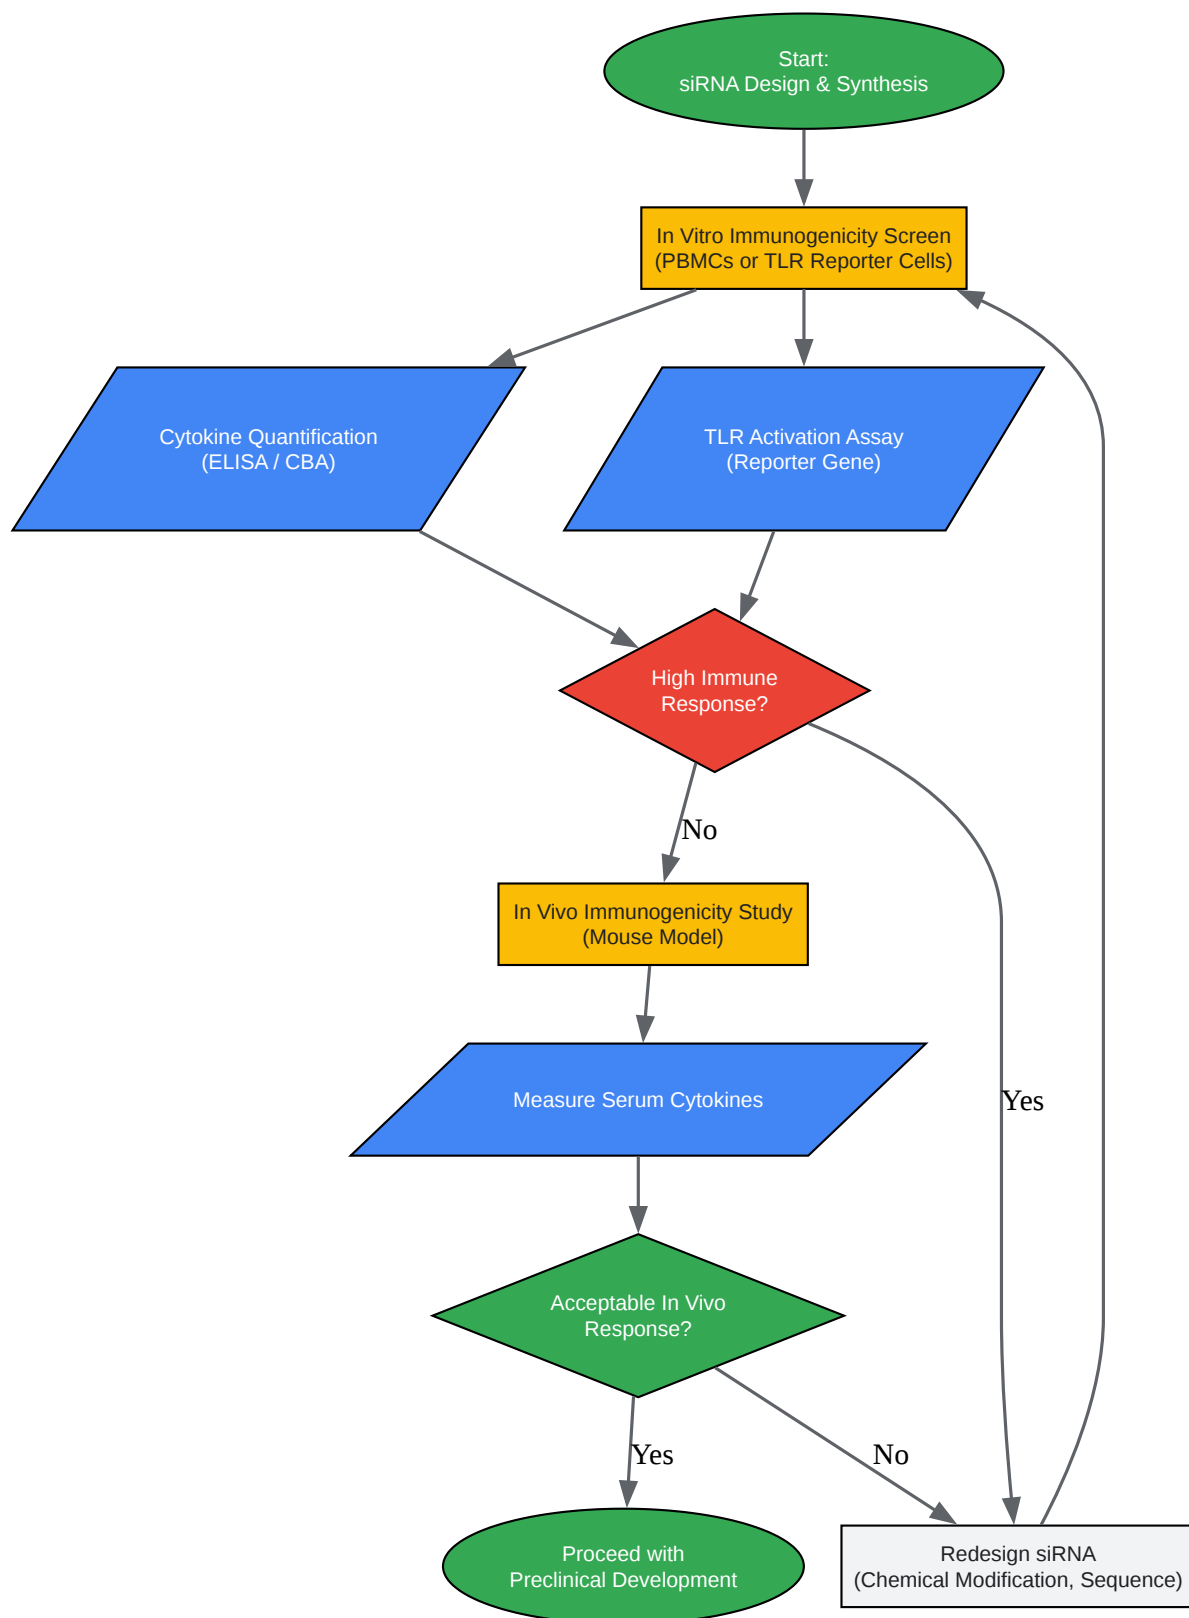 Start:
siRNA Design & Synthesis
In Vitro Immunogenicity Screen
(PBMCs or TLR Reporter Cells)
Cytokine Quantification
(ELISA / CBA)
TLR Activation Assay
(Reporter Gene)
High Immune
Response?
No
In Vivo Immunogenicity Study
(Mouse Model)
Measure Serum Cytokines
Yes
Acceptable In Vivo
Response?
Yes
No
Proceed with
Preclinical Development
Redesign siRNA
(Chemical Modification, Sequence)